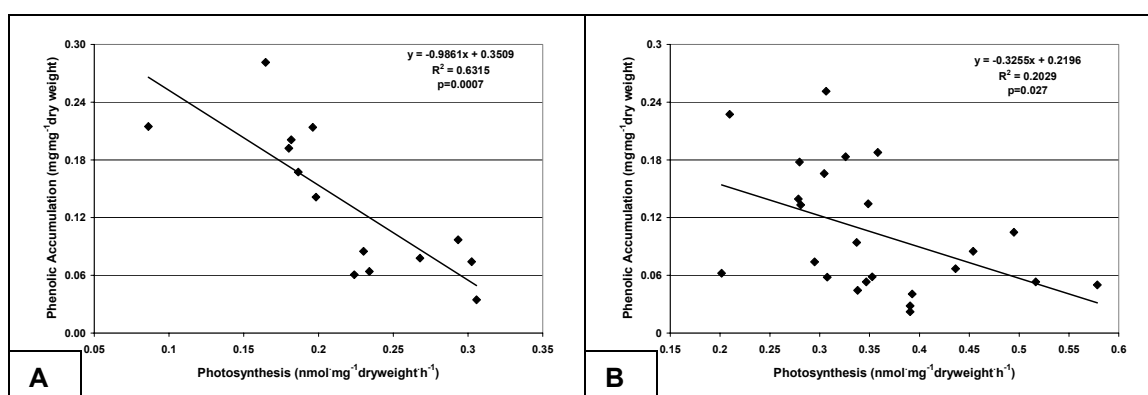 0.30
0.24
0.18
0.12
0.06
0.00
Phenolic Accumulation (mg·mg⁻¹dry weight)
y = -0.9861x + 0.3509
R² = 0.6315
p=0.0007
0.05 0.1 0.15 0.2 0.25 0.3 0.35
Photosynthesis (nmol·mg⁻¹dryweight·h⁻¹)
A
0.3
0.24
0.18
0.12
0.06
0
Phenolic Accumulation (mg·mg⁻¹dry weight)
y = -0.3255x + 0.2196
R² = 0.2029
p=0.027
0.15 0.2 0.25 0.3 0.35 0.4 0.45 0.5 0.55 0.6
Photosynthesis (nmol·mg⁻¹dryweight·h⁻¹)
B